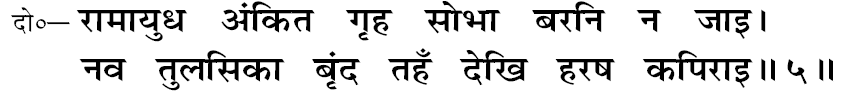 दो०— रामायुध अंकित गृह सोभा बरनि न जाइ।
नव तुलसिका बृंद तहँ देखि हरष कपिराइ॥ ५ ॥